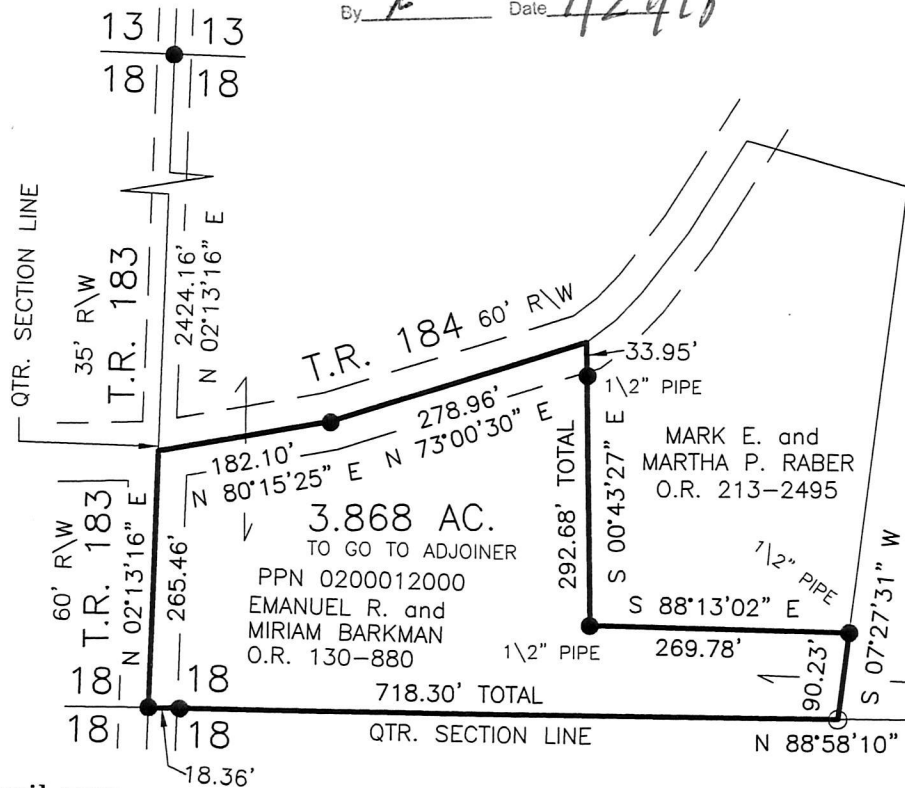 By Date
13 13
18 18
QTR. SECTION LINE
35' R\W
T.R. 183
2424.16'
N 02°13'16" E
T.R. 184 60' R\W
33.95'
1\2" PIPE
278.96'
N 73°00'30" E
182.10'
N 80°15'25" E
MARK E. and
MARTHA P. RABER
O.R. 213-2495
292.68' TOTAL
S 00°43'27" E
60' R\W
T.R. 183
N 02°13'16" E
265.46'
3.868 AC.
TO GO TO ADJOINER
PPN 0200012000
EMANUEL R. and
MIRIAM BARKMAN
O.R. 130-880
1\2" PIPE
S 88°13'02" E
269.78'
1\2" PIPE
90.23'
S 07°27'31" W
18 18
18 18
718.30' TOTAL
QTR. SECTION LINE
N 88°58'10"
18.36'